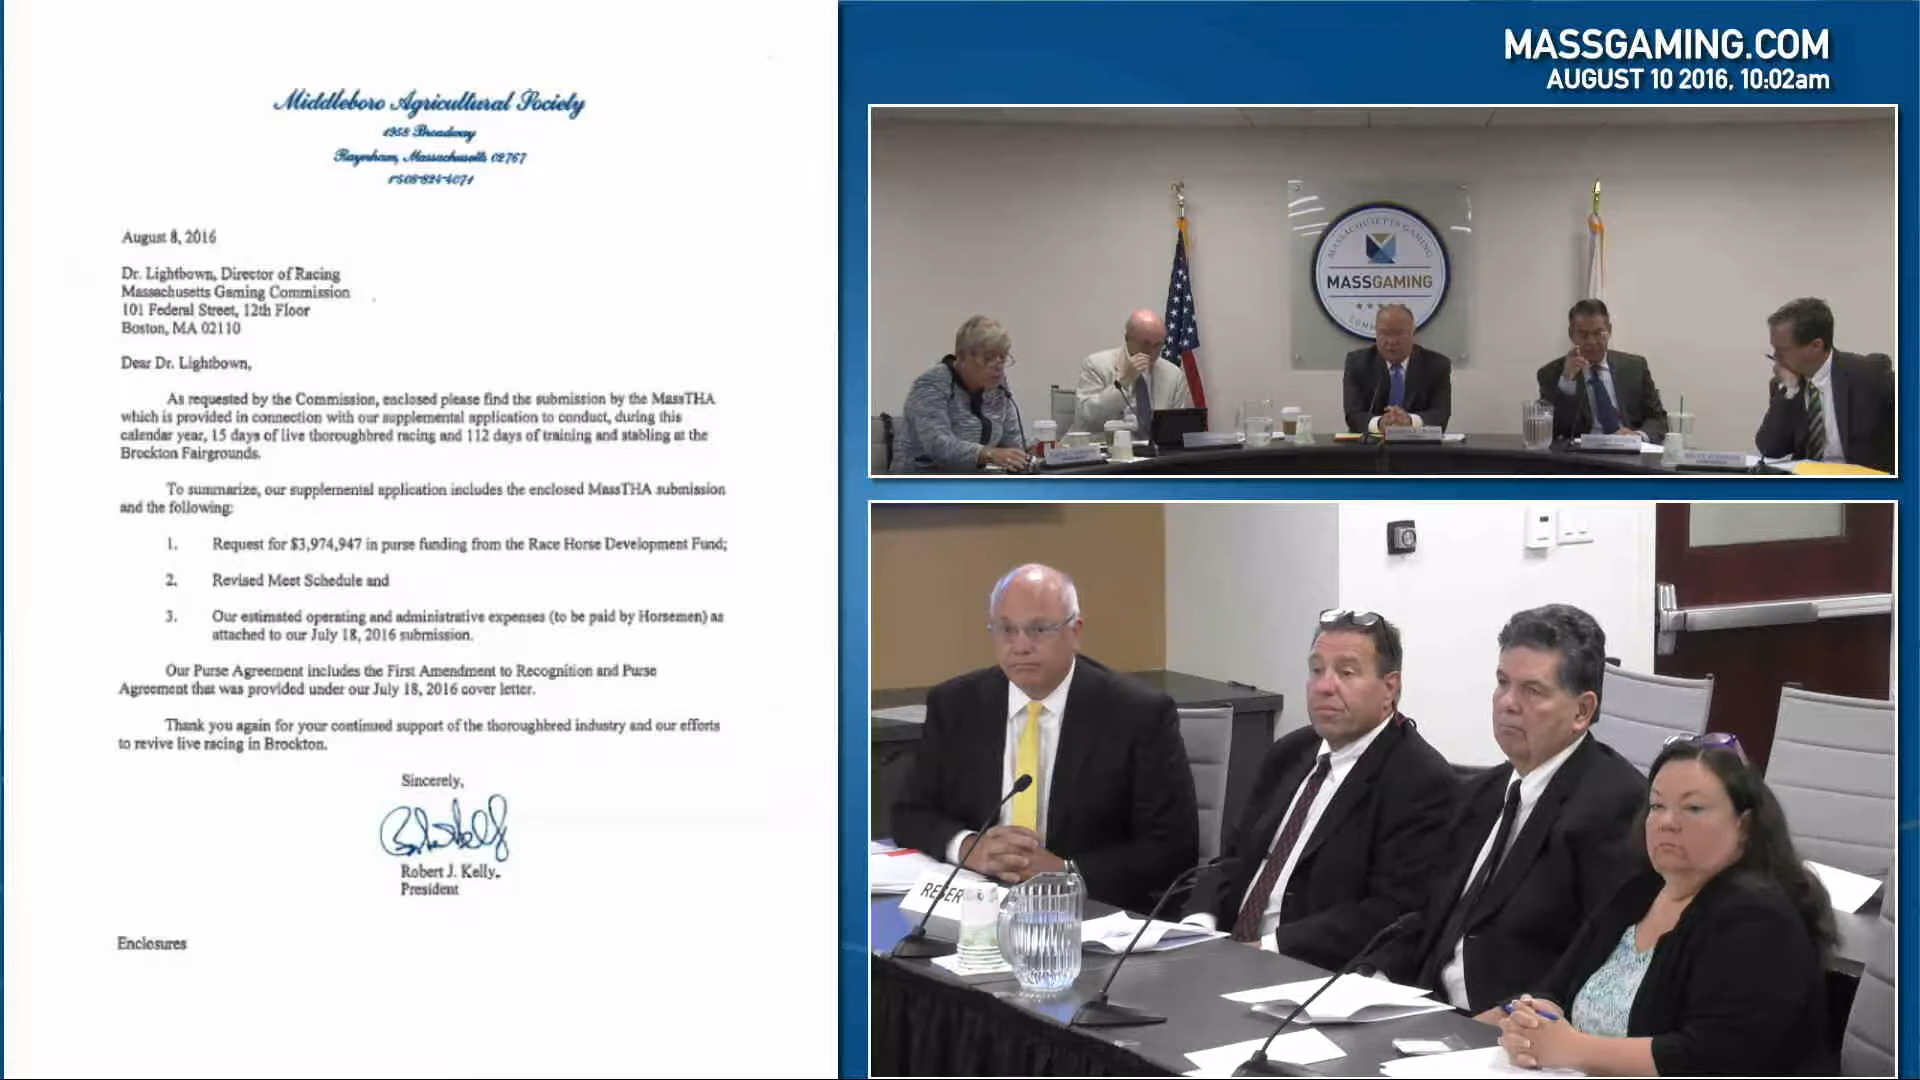 Middleboro Agricultural Society
1958 Broadway
Raynham, Massachusetts 02767
1-508-824-4071
August 8, 2016
Dr. Lightbown, Director of Racing
Massachusetts Gaming Commission
101 Federal Street, 12th Floor
Boston, MA 02110
Dear Dr. Lightbown,
As requested by the Commission, enclosed please find the submission by the MassTHA
which is provided in connection with our supplemental application to conduct, during this
calendar year, 15 days of live thoroughbred racing and 112 days of training and stabling at the
Brockton Fairgrounds.
To summarize, our supplemental application includes the enclosed MassTHA submission
and the following:
1. Request for $3,974,947 in purse funding from the Race Horse Development Fund;
2. Revised Meet Schedule and
3. Our estimated operating and administrative expenses (to be paid by Horsemen) as
attached to our July 18, 2016 submission.
Our Purse Agreement includes the First Amendment to Recognition and Purse
Agreement that was provided under our July 18, 2016 cover letter.
Thank you again for your continued support of the thoroughbred industry and our efforts
to revive live racing in Brockton.
Sincerely,
Robert J. Kelly,
President
Enclosures
MASSGAMING.COM
AUGUST 10 2016, 10:02am
MASSACHUSETTS GAMING
MASSGAMING
RESER